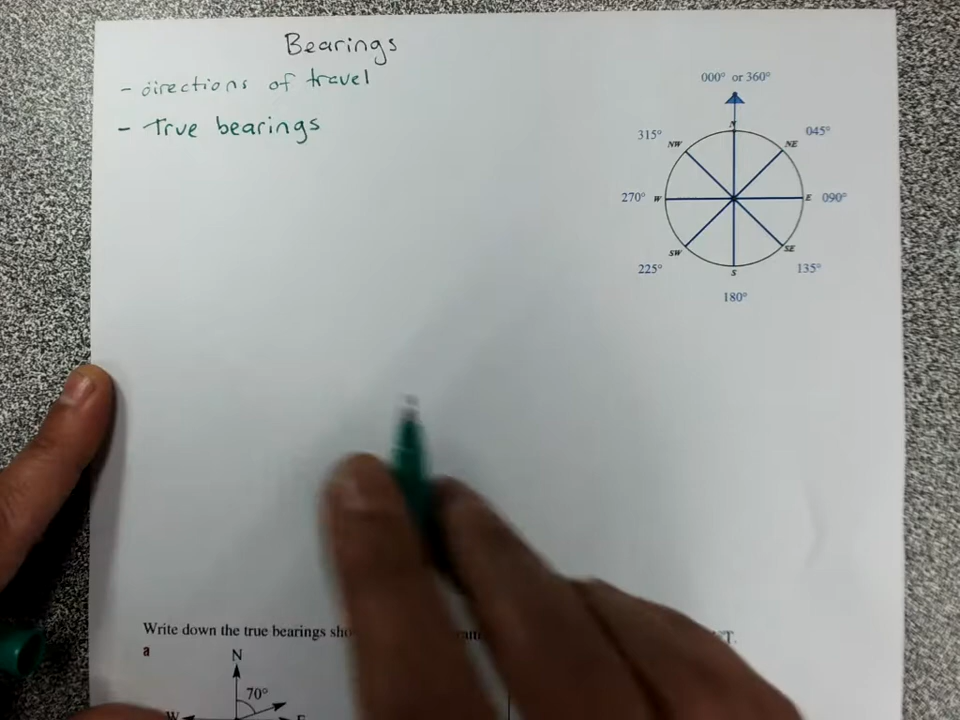 Bearings
- directions of travel
- True bearings
000° or 360°
N
315°
NW
NE
045°
270°
W
E
090°
SW
SE
225°
S
135°
180°
Write down the true bearings
T.
a
N
70°
W
E